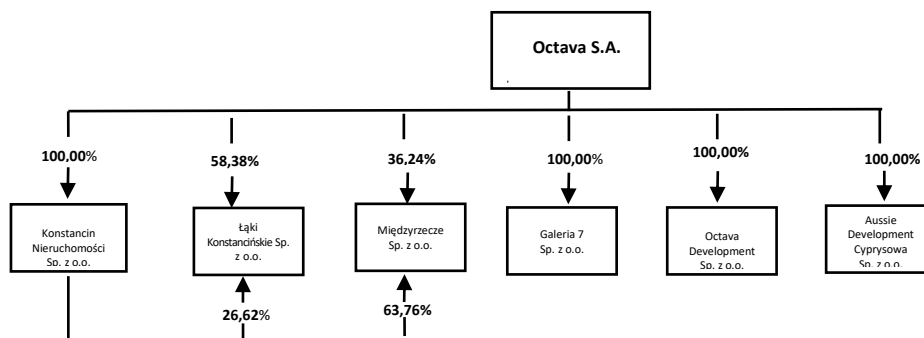 Octava S.A.
100,00%
58,38%
36,24%
100,00%
100,00%
100,00%
Konstancin
Nieruchomości
Sp. z o.o.
Łąki
Konstancińskie Sp.
z o.o.
Międzyrzecze
Sp. z o.o.
Galeria 7
Sp. z o.o.
Octava
Development
Sp. z o.o.
Aussie
Development
Cyprysowa
Sp. z o.o.
26,62%
63,76%